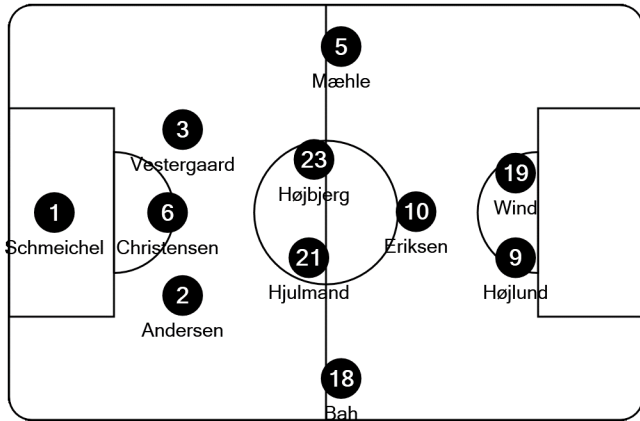 5
Mæhle
3
Vestergaard
23
Højbjerg
19
Wind
1
Schmeichel
6
Christensen
10
Eriksen
21
Hjulmand
9
Højlund
2
Andersen
18
Bah